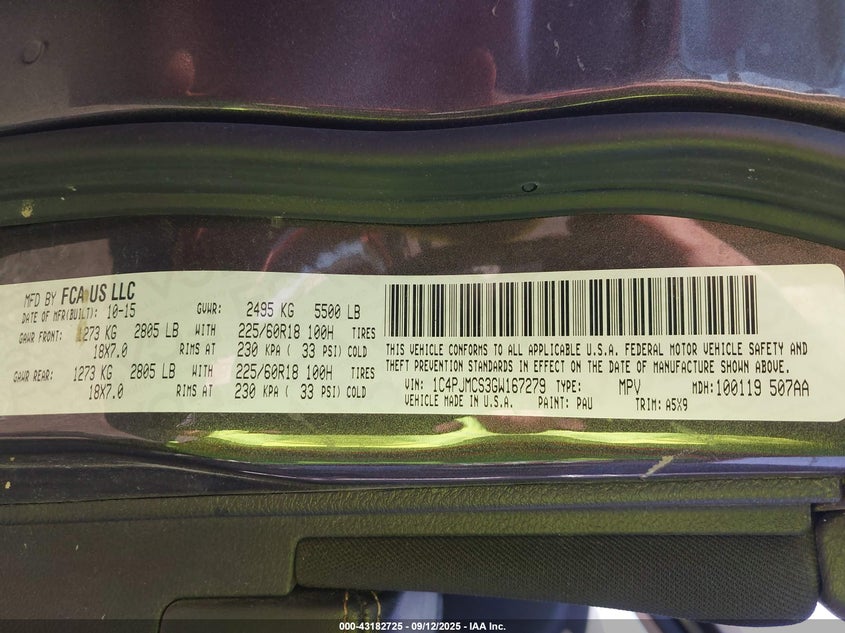 MFD BY FCA US LLC
DATE OF MFR(BUILT): 10-15 GVWR: 2495 KG 5500 LB
GAWR FRONT: 1273 KG 2805 LB WITH 225/60R18 100H TIRES
18X7.0 RIMS AT 230 KPA ( 33 PSI) COLD
GAWR REAR: 1273 KG 2805 LB WITH 225/60R18 100H TIRES
18X7.0 RIMS AT 230 KPA ( 33 PSI) COLD
THIS VEHICLE CONFORMS TO ALL APPLICABLE U.S.A. FEDERAL MOTOR VEHICLE SAFETY AND
THEFT PREVENTION STANDARDS IN EFFECT ON THE DATE OF MANUFACTURE SHOWN ABOVE.
VIN: 1C4PJMCS3GW167279 TYPE: MPV MDH: 100119 507AA
VEHICLE MADE IN U.S.A. PAINT: PAU TRIM: A5X9
000-43182725 - 09/12/2025 - IAA Inc.